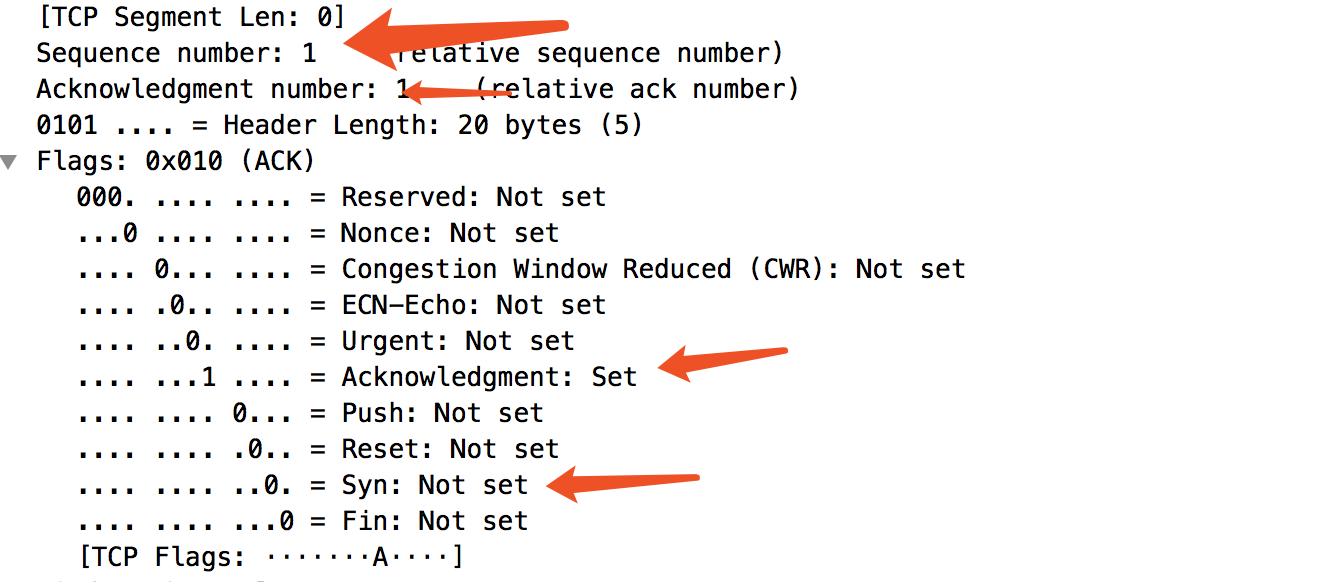 [TCP Segment Len: 0]
Sequence number: 1 relative sequence number)
Acknowledgment number: 1 (relative ack number)
0101 .... = Header Length: 20 bytes (5)
Flags: 0x010 (ACK)
000. .... .... = Reserved: Not set
...0 .... .... = Nonce: Not set
.... 0... .... = Congestion Window Reduced (CWR): Not set
.... .0.. .... = ECN-Echo: Not set
.... ..0. .... = Urgent: Not set
.... ...1 .... = Acknowledgment: Set
.... .... 0... = Push: Not set
.... .... .0.. = Reset: Not set
.... .... ..0. = Syn: Not set
.... .... ...0 = Fin: Not set
[TCP Flags: ·······A····]